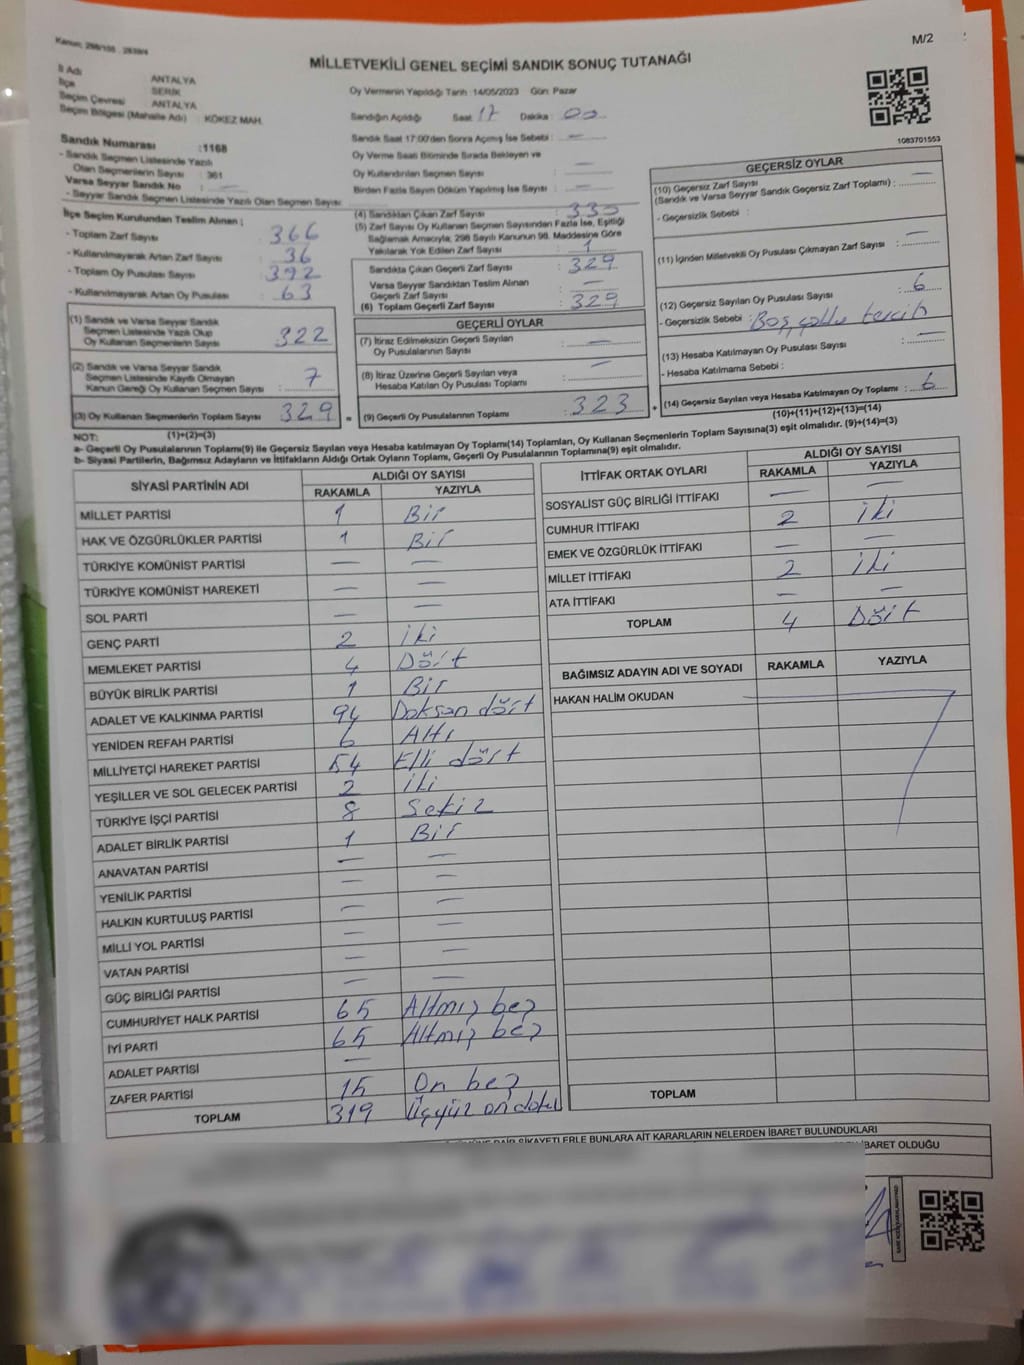 Kanun; 298/105 . 2839/4
M/2
MİLLETVEKİLİ GENEL SEÇİMİ SANDIK SONUÇ TUTANAĞI
İl Adı ANTALYA
İlçe SERİK
Seçim Çevresi ANTALYA
Seçim Bölgesi (Mahalle Adı) : KÖKEZ MAH.
Oy Vermenin Yapıldığı Tarih :14/05/2023 Gün: Pazar
Sandığın Açıldığı Saat 17 Dakika : 00
Sandık Saat 17:00'den Sonra Açılmış İse Sebebi : —
Oy Verme Saati Bitiminde Sırada Bekleyen ve
Oy Kullandırılan Seçmen Sayısı —
Birden Fazla Sayım Döküm Yapılmış İse Sayısı : —
1083701553
Sandık Numarası :1168
- Sandık Seçmen Listesinde Yazılı
Olan Seçmenlerin Sayısı : 361
Varsa Seyyar Sandık No : —
- Seyyar Sandık Seçmen Listesinde Yazılı Olan Seçmen Sayısı:
İlçe Seçim Kurulundan Teslim Alınan ;
- Toplam Zarf Sayısı 366
- Kullanılmayarak Artan Zarf Sayısı : 36
- Toplam Oy Pusulası Sayısı 392
- Kullanılmayarak Artan Oy Pusulası : 63
(1) Sandık ve Varsa Seyyar Sandık
Seçmen Listesinde Yazılı Olup
Oy Kullanan Seçmenlerin Sayısı : 322
(2) Sandık ve Varsa Seyyar Sandık
Seçmen Listesinde Kayıtlı Olmayan
Kanun Gereği Oy Kullanan Seçmen Sayısı : 7
(3) Oy Kullanan Seçmenlerin Toplam Sayısı : 329 =
(1)+(2)=(3)
(4) Sandıktan Çıkan Zarf Sayısı : 330
(5) Zarf Sayısı Oy Kullanan Seçmen Sayısından Fazla İse, Eşitliği
Bağlamak Amacıyla; 298 Sayılı Kanunun 98. Maddesine Göre
Yakılarak Yok Edilen Zarf Sayısı : 1
Sandıkta Çıkan Geçerli Zarf Sayısı : 329
Varsa Seyyar Sandıktan Teslim Alınan
Geçerli Zarf Sayısı : —
(6) Toplam Geçerli Zarf Sayısı : 329
GEÇERLİ OYLAR
(7) İtiraz Edilmeksizin Geçerli Sayılan
Oy Pusulalarının Sayısı : —
(8) İtiraz Üzerine Geçerli Sayılan veya
Hesaba Katılan Oy Pusulası Toplamı : —
(9) Geçerli Oy Pusulalarının Toplamı : 323 +
GEÇERSİZ OYLAR
(10) Geçersiz Zarf Sayısı
(Sandık ve Varsa Seyyar Sandık Geçersiz Zarf Toplamı) : —
- Geçersizlik Sebebi :
(11) İçinden Milletvekili Oy Pusulası Çıkmayan Zarf Sayısı : —
(12) Geçersiz Sayılan Oy Pusulası Sayısı : 6
- Geçersizlik Sebebi : Boş, çoklu tercih
(13) Hesaba Katılmayan Oy Pusulası Sayısı : —
- Hesaba Katılmama Sebebi :
(14) Geçersiz Sayılan veya Hesaba Katılmayan Oy Toplamı : 6
(10)+(11)+(12)+(13)=(14)
NOT:
a- Geçerli Oy Pusulalarının Toplamı(9) ile Geçersiz Sayılan veya Hesaba katılmayan Oy Toplamı(14) Toplamları, Oy Kullanan Seçmenlerin Toplam Sayısına(3) eşit olmalıdır. (9)+(14)=(3)
b- Siyasi Partilerin, Bağımsız Adayların ve İttifakların Aldığı Ortak Oyların Toplamı, Geçerli Oy Pusulalarının Toplamına(9) eşit olmalıdır.
SİYASİ PARTİNİN ADI ALDIĞI OY SAYISI
RAKAMLA YAZIYLA
MİLLET PARTİSİ 1 Bir
HAK VE ÖZGÜRLÜKLER PARTİSİ 1 Bir
TÜRKİYE KOMÜNİST PARTİSİ — —
TÜRKİYE KOMÜNİST HAREKETİ — —
SOL PARTİ — —
GENÇ PARTİ 2 iki
MEMLEKET PARTİSİ 4 Dört
BÜYÜK BİRLİK PARTİSİ 1 Bir
ADALET VE KALKINMA PARTİSİ 94 Doksan dört
YENİDEN REFAH PARTİSİ 6 Altı
MİLLİYETÇİ HAREKET PARTİSİ 54 Elli dört
YEŞİLLER VE SOL GELECEK PARTİSİ 2 iki
TÜRKİYE İŞÇİ PARTİSİ 8 Sekiz
ADALET BİRLİK PARTİSİ 1 Bir
ANAVATAN PARTİSİ — —
YENİLİK PARTİSİ — —
HALKIN KURTULUŞ PARTİSİ — —
MİLLİ YOL PARTİSİ — —
VATAN PARTİSİ — —
GÜÇ BİRLİĞİ PARTİSİ — —
CUMHURİYET HALK PARTİSİ 65 Altmış beş
İYİ PARTİ 65 Altmış beş
ADALET PARTİSİ —
ZAFER PARTİSİ 15 On beş
TOPLAM 319 Üçyüz on dokuz
İTTİFAK ORTAK OYLARI ALDIĞI OY SAYISI
RAKAMLA YAZIYLA
SOSYALİST GÜÇ BİRLİĞİ İTTİFAKI — —
CUMHUR İTTİFAKI 2 iki
EMEK VE ÖZGÜRLÜK İTTİFAKI — —
MİLLET İTTİFAKI 2 iki
ATA İTTİFAKI — —
TOPLAM 4 Dört
BAĞIMSIZ ADAYIN ADI VE SOYADI RAKAMLA YAZIYLA
HAKAN HALİM OKUDAN
TOPLAM
DAİR ŞİKAYETLERLE BUNLARA AİT KARARLARIN NELERDEN İBARET BULUNDUKLARI
İBARET OLDUĞU